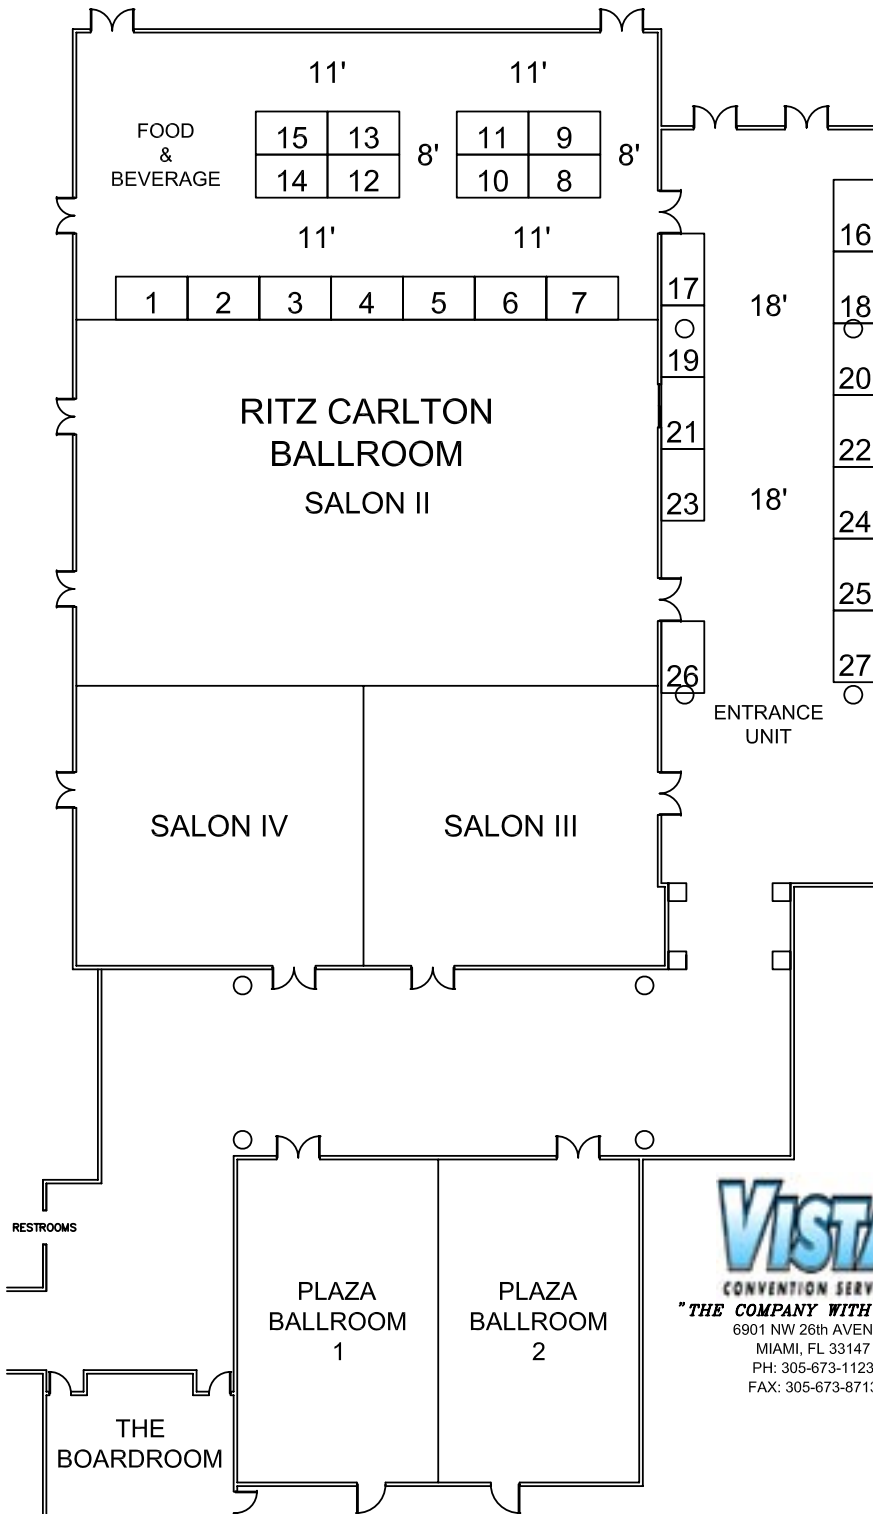 11' 11'
FOOD
&
BEVERAGE
15 13 8' 11 9 8'
14 12 10 8
11' 11'
1 2 3 4 5 6 7
16
17 18' 18
19 20
RITZ CARLTON
BALLROOM
SALON II
21 22
23 18' 24
25
26 27
ENTRANCE
UNIT
SALON IV SALON III
RESTROOMS
PLAZA
BALLROOM
1
PLAZA
BALLROOM
2
THE
BOARDROOM
VISTA
CONVENTION SERV
"THE COMPANY WITH
6901 NW 26th AVEN
MIAMI, FL 33147
PH: 305-673-1123
FAX: 305-673-8713